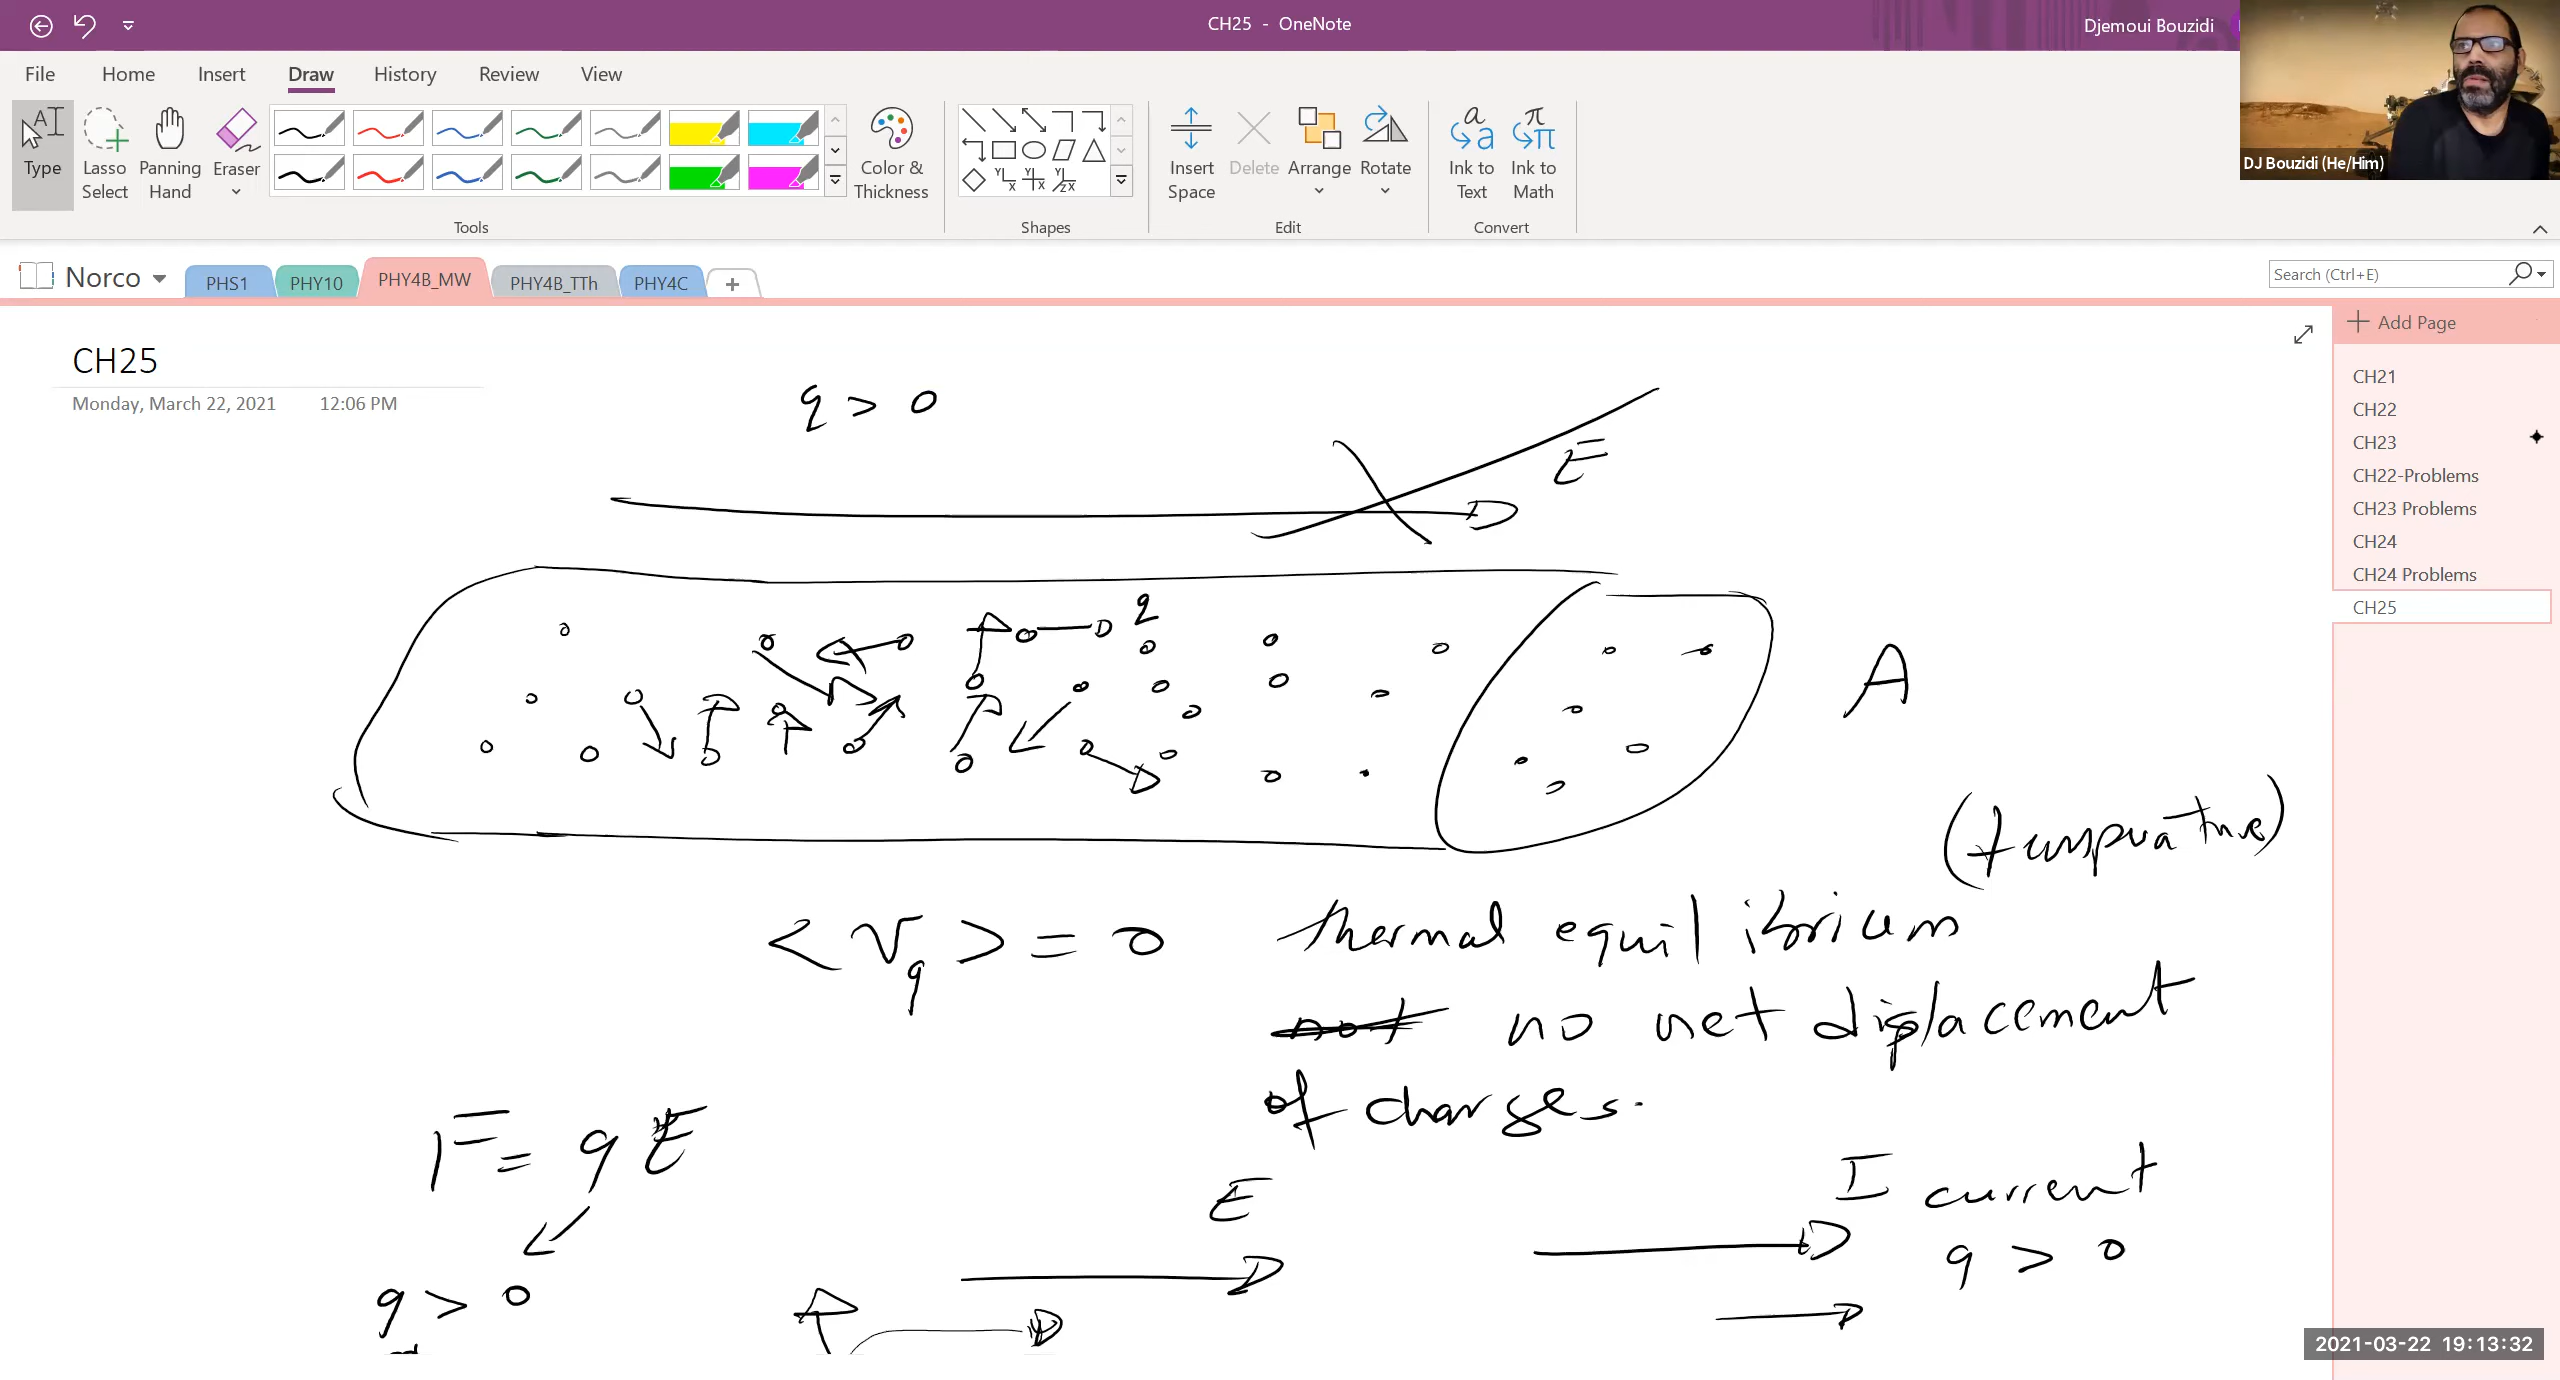 CH25 - OneNote
Djemoui Bouzidi
File Home Insert Draw History Review View
Type
Lasso Select
Panning Hand
Eraser
Color & Thickness
Insert Space
Delete
Arrange
Rotate
Ink to Text
Ink to Math
Tools
Shapes
Edit
Convert
DJ Bouzidi (He/Him)
Norco PHS1 PHY10 PHY4B_MW PHY4B_TTh PHY4C
Search (Ctrl+E)
Add Page
CH21
CH22
CH23
CH22-Problems
CH23 Problems
CH24
CH24 Problems
CH25
CH25
Monday, March 22, 2021 12:06 PM
q > 0
E
q
A
(temperature)
< v_q > = 0 thermal equilibrium
not no net displacement
of charges.
F = q E
E
I current
q > 0
q > 0
2021-03-22 19:13:32